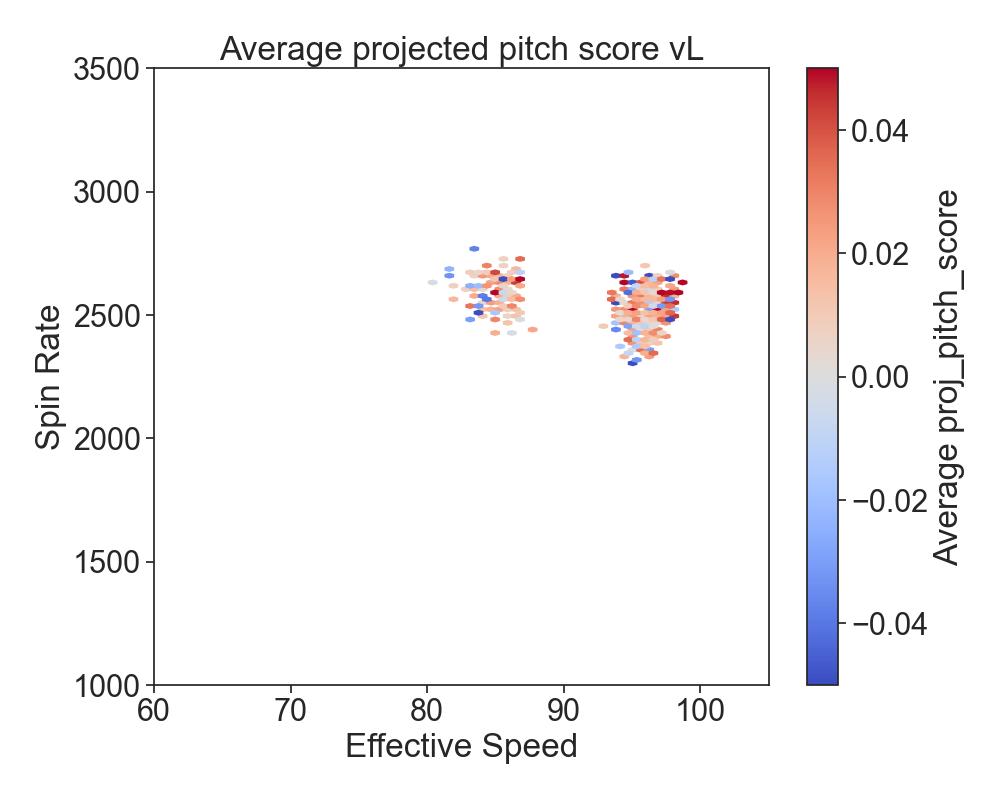 Average projected pitch score vL
3500
3000
2500
2000
1500
1000
Spin Rate
60 70 80 90 100
Effective Speed
0.04
0.02
0.00
−0.02
−0.04
Average proj_pitch_score